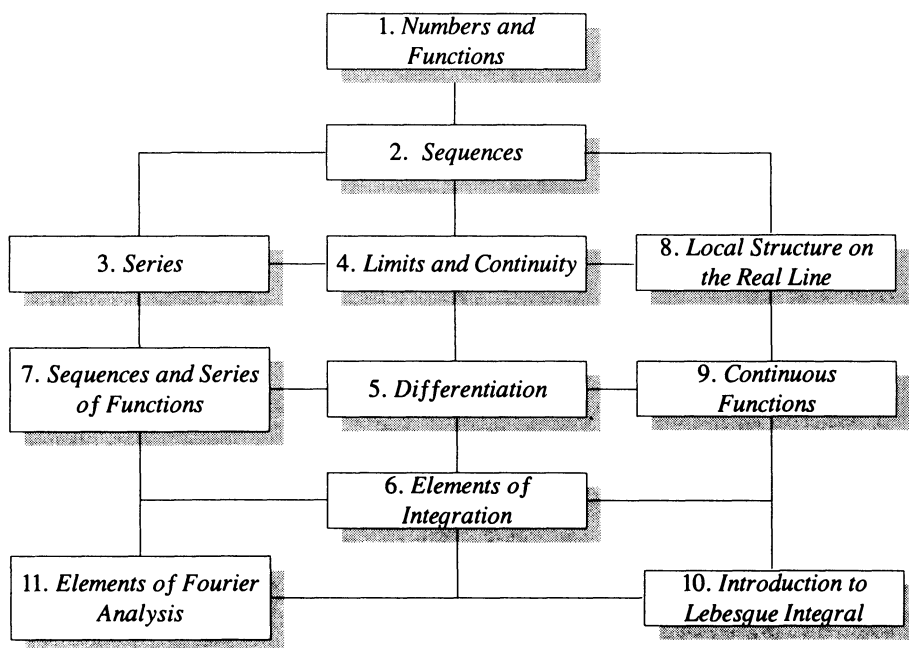 1. Numbers and
Functions
2. Sequences
3. Series
4. Limits and Continuity
8. Local Structure on
the Real Line
7. Sequences and Series
of Functions
5. Differentiation
9. Continuous
Functions
6. Elements of
Integration
11. Elements of Fourier
Analysis
10. Introduction to
Lebesgue Integral